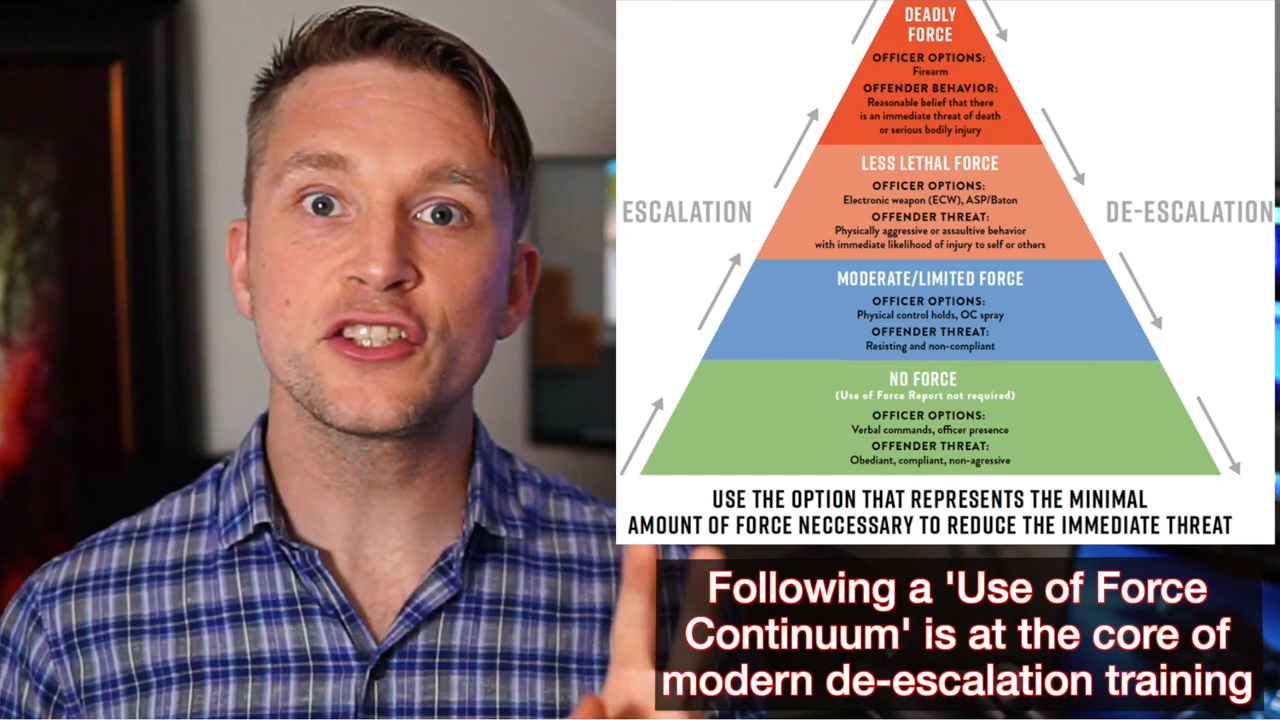 DEADLY
FORCE
OFFICER OPTIONS:
Firearm
OFFENDER BEHAVIOR:
Reasonable belief that there
is an immediate threat of death
or serious bodily injury
LESS LETHAL FORCE
OFFICER OPTIONS:
Electronic weapon (ECW), ASP/Baton
OFFENDER THREAT:
Physically aggressive or assaultive behavior
with immediate likelihood of injury to self or others
ESCALATION
DE-ESCALATION
MODERATE/LIMITED FORCE
OFFICER OPTIONS:
Physical control holds, OC spray
OFFENDER THREAT:
Resisting and non-compliant
NO FORCE
(Use of Force Report not required)
OFFICER OPTIONS:
Verbal commands, officer presence
OFFENDER THREAT:
Obediant, compliant, non-agressive
USE THE OPTION THAT REPRESENTS THE MINIMAL
AMOUNT OF FORCE NECCESSARY TO REDUCE THE IMMEDIATE THREAT
Following a 'Use of Force
Continuum' is at the core of
modern de-escalation training